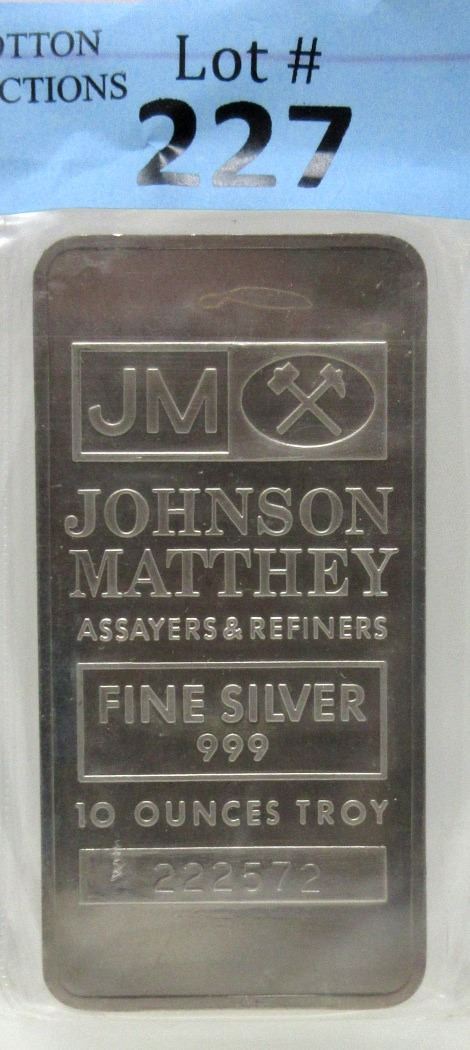 OTTON
CTIONS
Lot #
227
JM
JOHNSON
MATTHEY
ASSAYERS & REFINERS
FINE SILVER
999
10 OUNCES TROY
222572